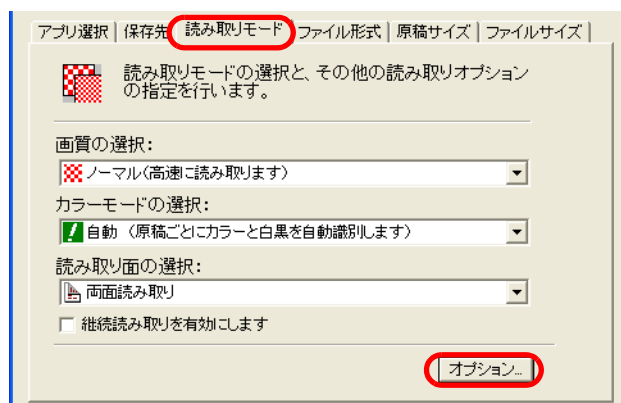 アプリ選択 保存先 読み取りモード ファイル形式 原稿サイズ ファイルサイズ
読み取りモードの選択と、その他の読み取りオプション
の指定を行います。
画質の選択:
ノーマル(高速に読み取ります)
カラーモードの選択:
自動 (原稿ごとにカラーと白黒を自動識別します)
読み取り面の選択:
両面読み取り
継続読み取りを有効にします
オプション...